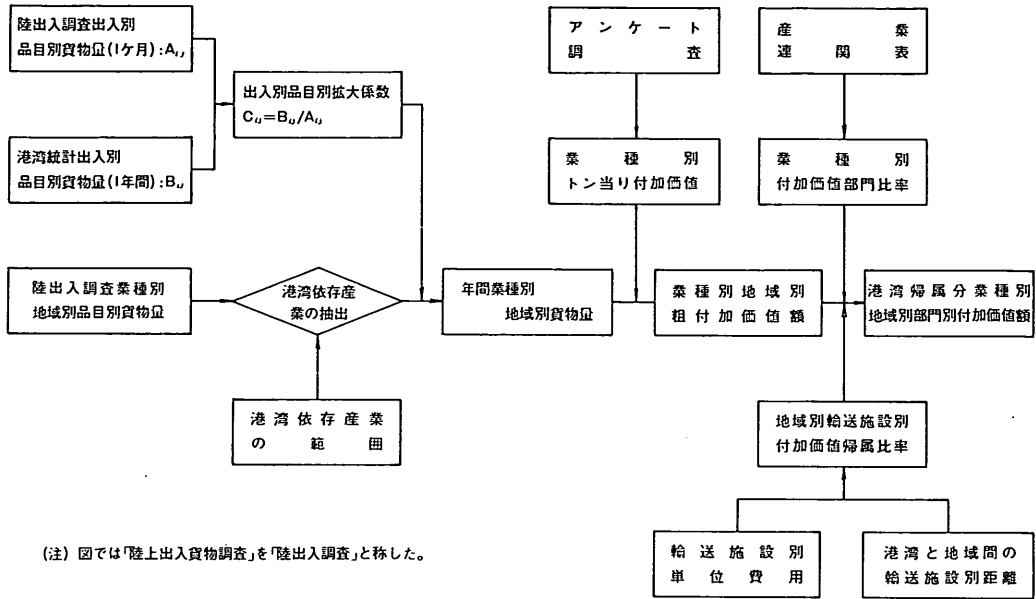 陸出入調査出入別
品目別貨物量(1ケ月):Aij
港湾統計出入別
品目別貨物量(1年間):Bij
出入別品目別拡大係数
Cij=Bij/Aij
アンケート
調査
産業
連関表
業種別
トン当り付加価値
業種別
付加価値部門比率
陸出入調査業種別
地域別品目別貨物量
港湾依存産
業の抽出
年間業種別
地域別貨物量
業種別地域別
粗付加価値額
港湾帰属分業種別
地域別部門別付加価値額
港湾依存産業
の範囲
地域別輸送施設別
付加価値帰属比率
輸送施設別
単位費用
港湾と地域間の
輸送施設別距離
(注) 図では「陸上出入貨物調査」を「陸出入調査」と称した。